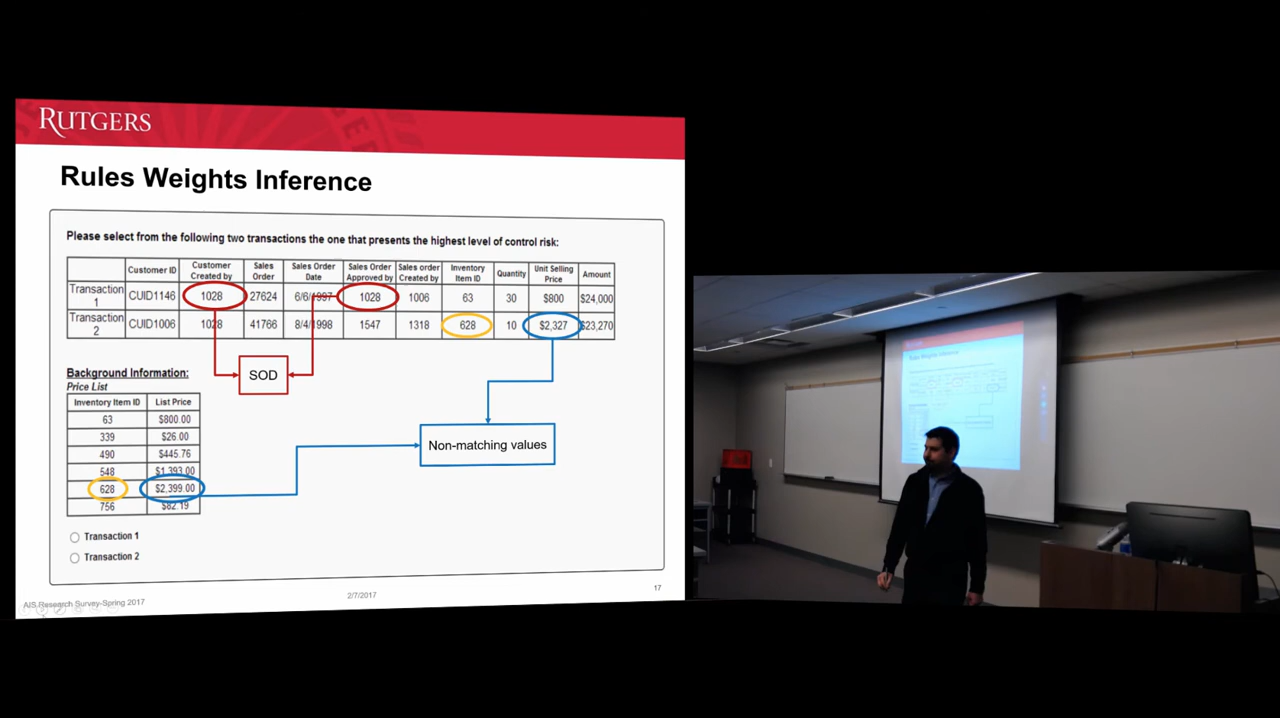 RUTGERS
Rules Weights Inference
Please select from the following two transactions the one that presents the highest level of control risk:
Customer ID Customer Created by Sales Order Sales Order Date Sales Order Approved by Sales order Created by Inventory Item ID Quantity Unit Selling Price Amount
Transaction 1 CUID1146 1028 27624 6/6/1997 1028 1006 63 30 $800 $24,000
Transaction 2 CUID1006 1028 41766 8/4/1998 1547 1318 628 10 $2,327 $23,270
SOD
Background Information:
Price List
Inventory Item ID List Price
63 $800.00
339 $26.00
490 $445.76
548 $1,393.00
628 $2,399.00
756 $82.19
Non-matching values
Transaction 1
Transaction 2
AIS Research Survey-Spring 2017
2/7/2017
17
Rules Weights Inference